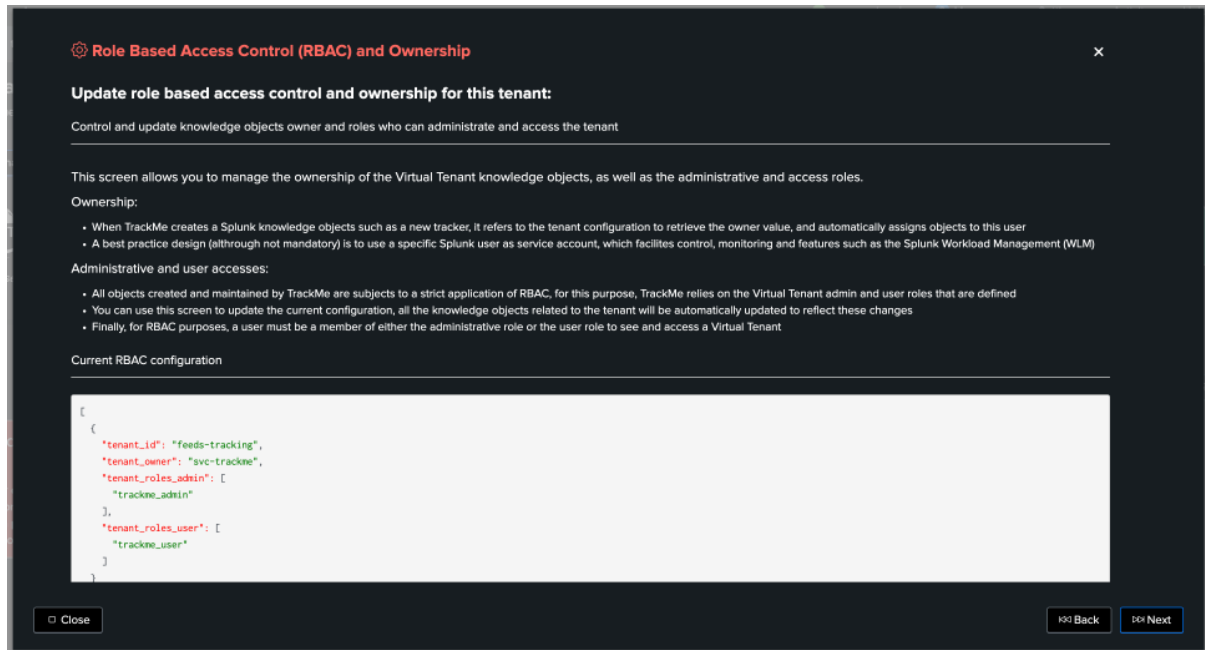 Role Based Access Control (RBAC) and Ownership
Update role based access control and ownership for this tenant:
Control and update knowledge objects owner and roles who can administrate and access the tenant
This screen allows you to manage the ownership of the Virtual Tenant knowledge objects, as well as the administrative and access roles.
Ownership:
• When TrackMe creates a Splunk knowledge objects such as a new tracker, it refers to the tenant configuration to retrieve the owner value, and automatically assigns objects to this user
• A best practice design (althrough not mandatory) is to use a specific Splunk user as service account, which facilites control, monitoring and features such as the Splunk Workload Management (WLM)
Administrative and user accesses:
• All objects created and maintained by TrackMe are subjects to a strict application of RBAC, for this purpose, TrackMe relies on the Virtual Tenant admin and user roles that are defined
• You can use this screen to update the current configuration, all the knowledge objects related to the tenant will be automatically updated to reflect these changes
• Finally, for RBAC purposes, a user must be a member of either the administrative role or the user role to see and access a Virtual Tenant
Current RBAC configuration
[
{
"tenant_id": "feeds-tracking",
"tenant_owner": "svc-trackme",
"tenant_roles_admin": [
"trackme_admin"
],
"tenant_roles_user": [
"trackme_user"
]
}
Close
Back
Next